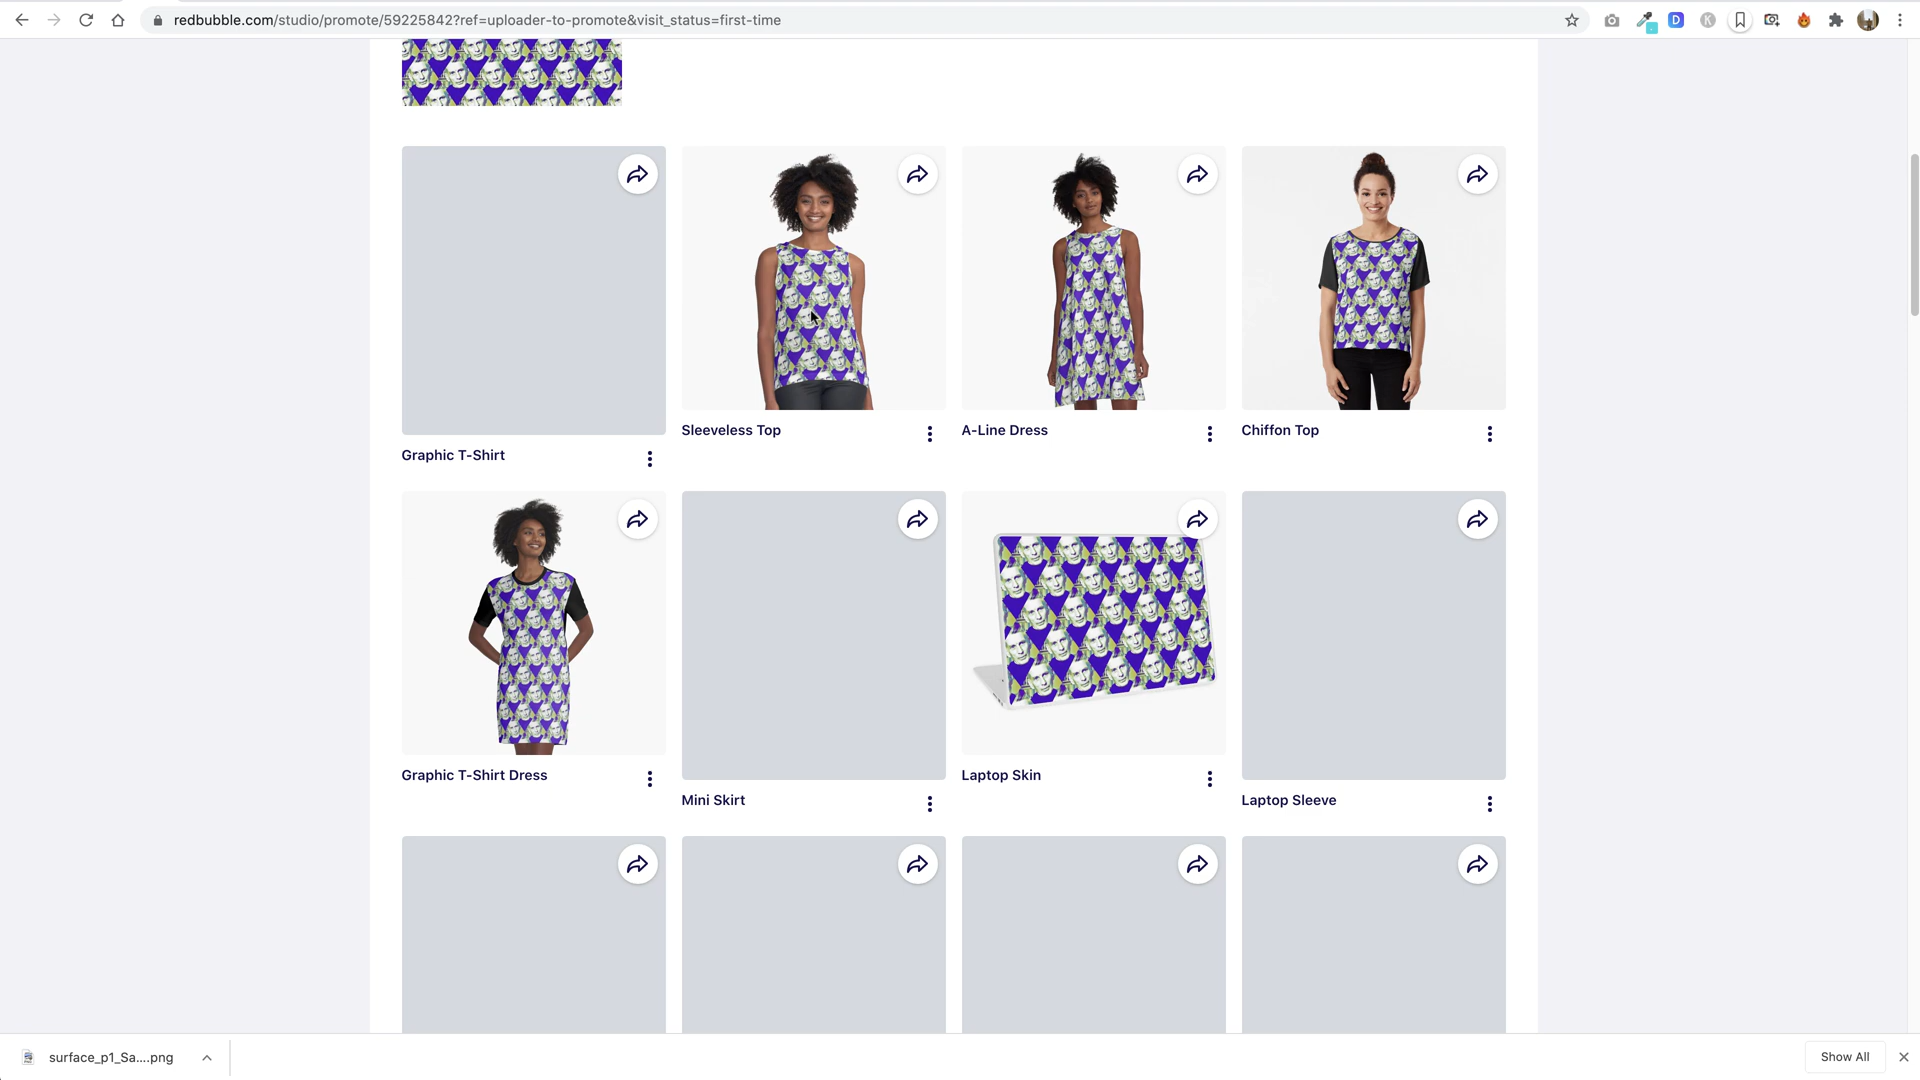 redbubble.com/studio/promote/59225842?ref=uploader-to-promote&visit_status=first-time
D
K
Graphic T-Shirt
Sleeveless Top
A-Line Dress
Chiffon Top
Graphic T-Shirt Dress
Mini Skirt
Laptop Skin
Laptop Sleeve
surface_p1_Sa....png
Show All